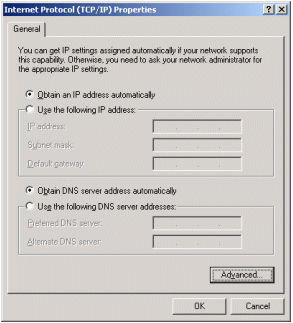 Internet Protocol (TCP/IP) Properties
General
You can get IP settings assigned automatically if your network supports
this capability. Otherwise, you need to ask your network administrator for
the appropriate IP settings.
Obtain an IP address automatically
Use the following IP address:
IP address:
Subnet mask:
Default gateway:
Obtain DNS server address automatically
Use the following DNS server addresses:
Preferred DNS server:
Alternate DNS server:
Advanced...
OK Cancel